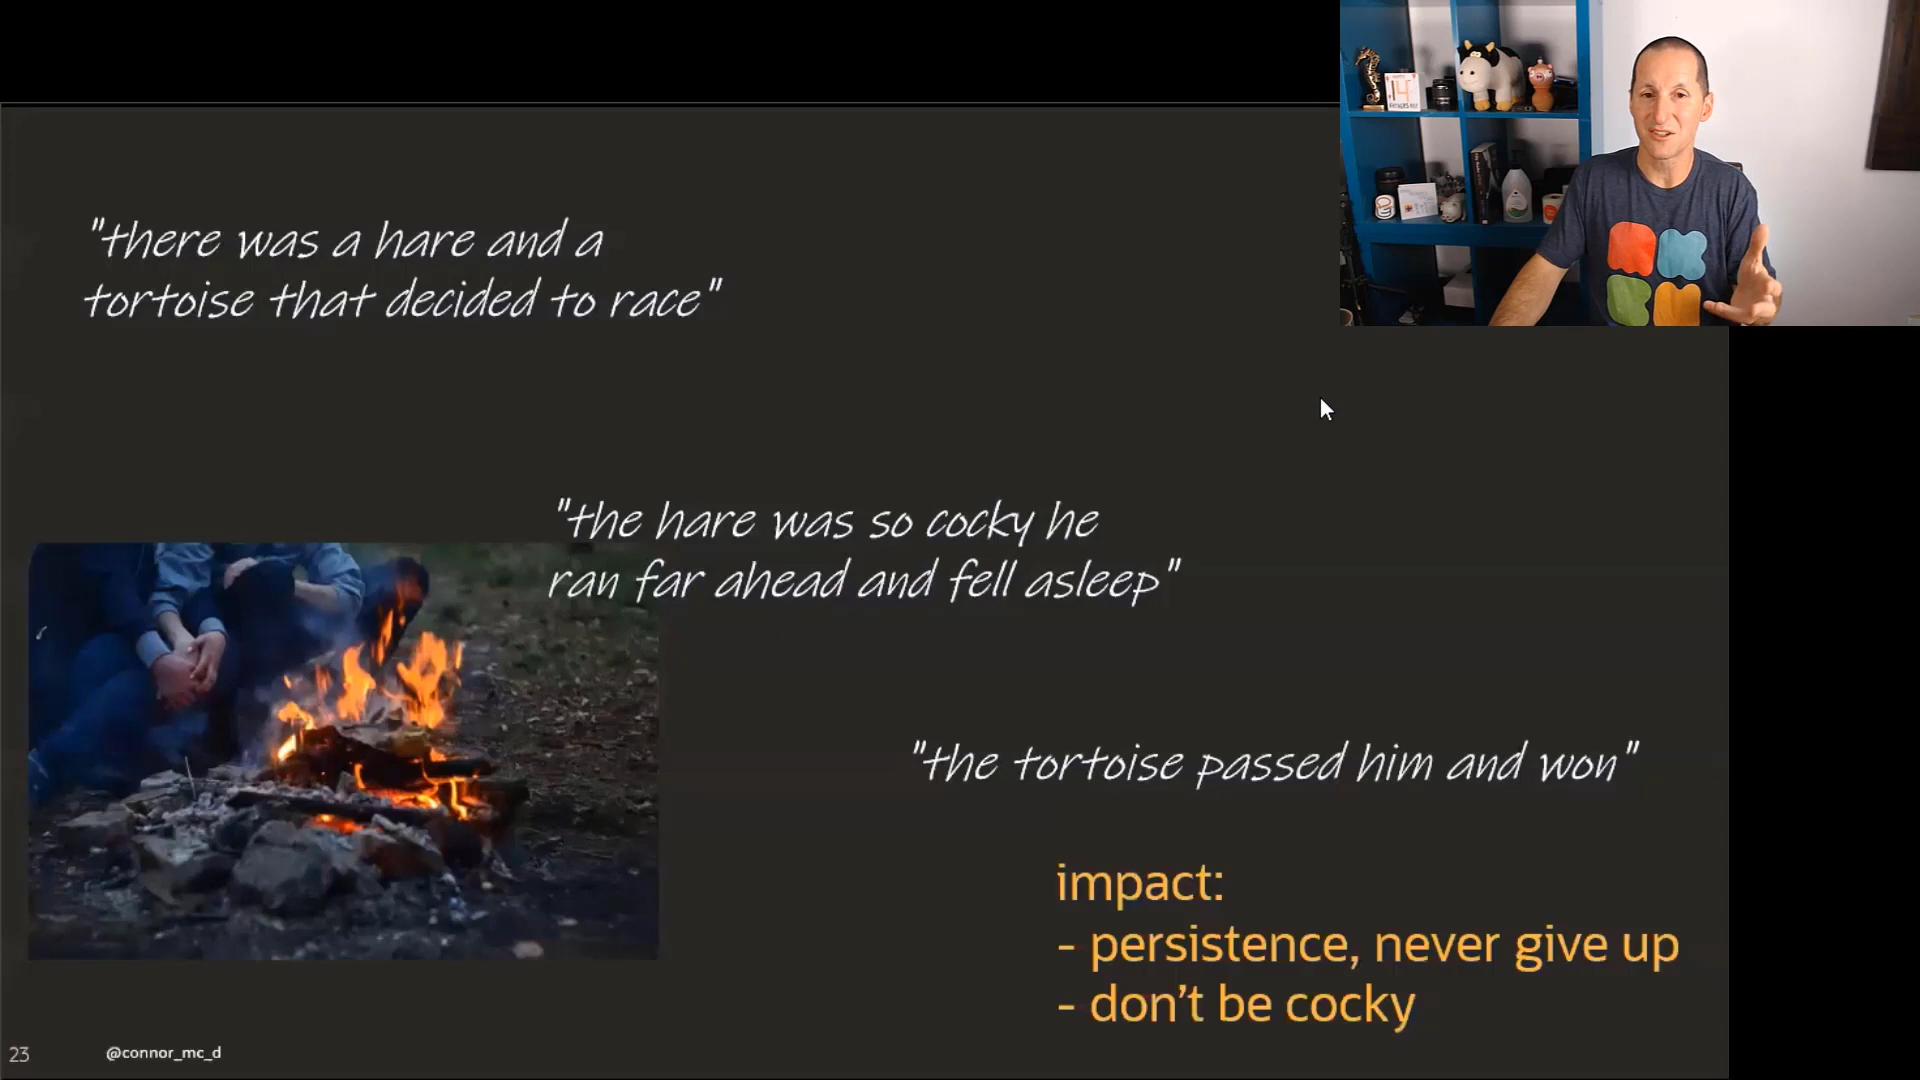 "there was a hare and a
tortoise that decided to race"
"the hare was so cocky he
ran far ahead and fell asleep"
"the tortoise passed him and won"
impact:
- persistence, never give up
- don't be cocky
23
@connor_mc_d